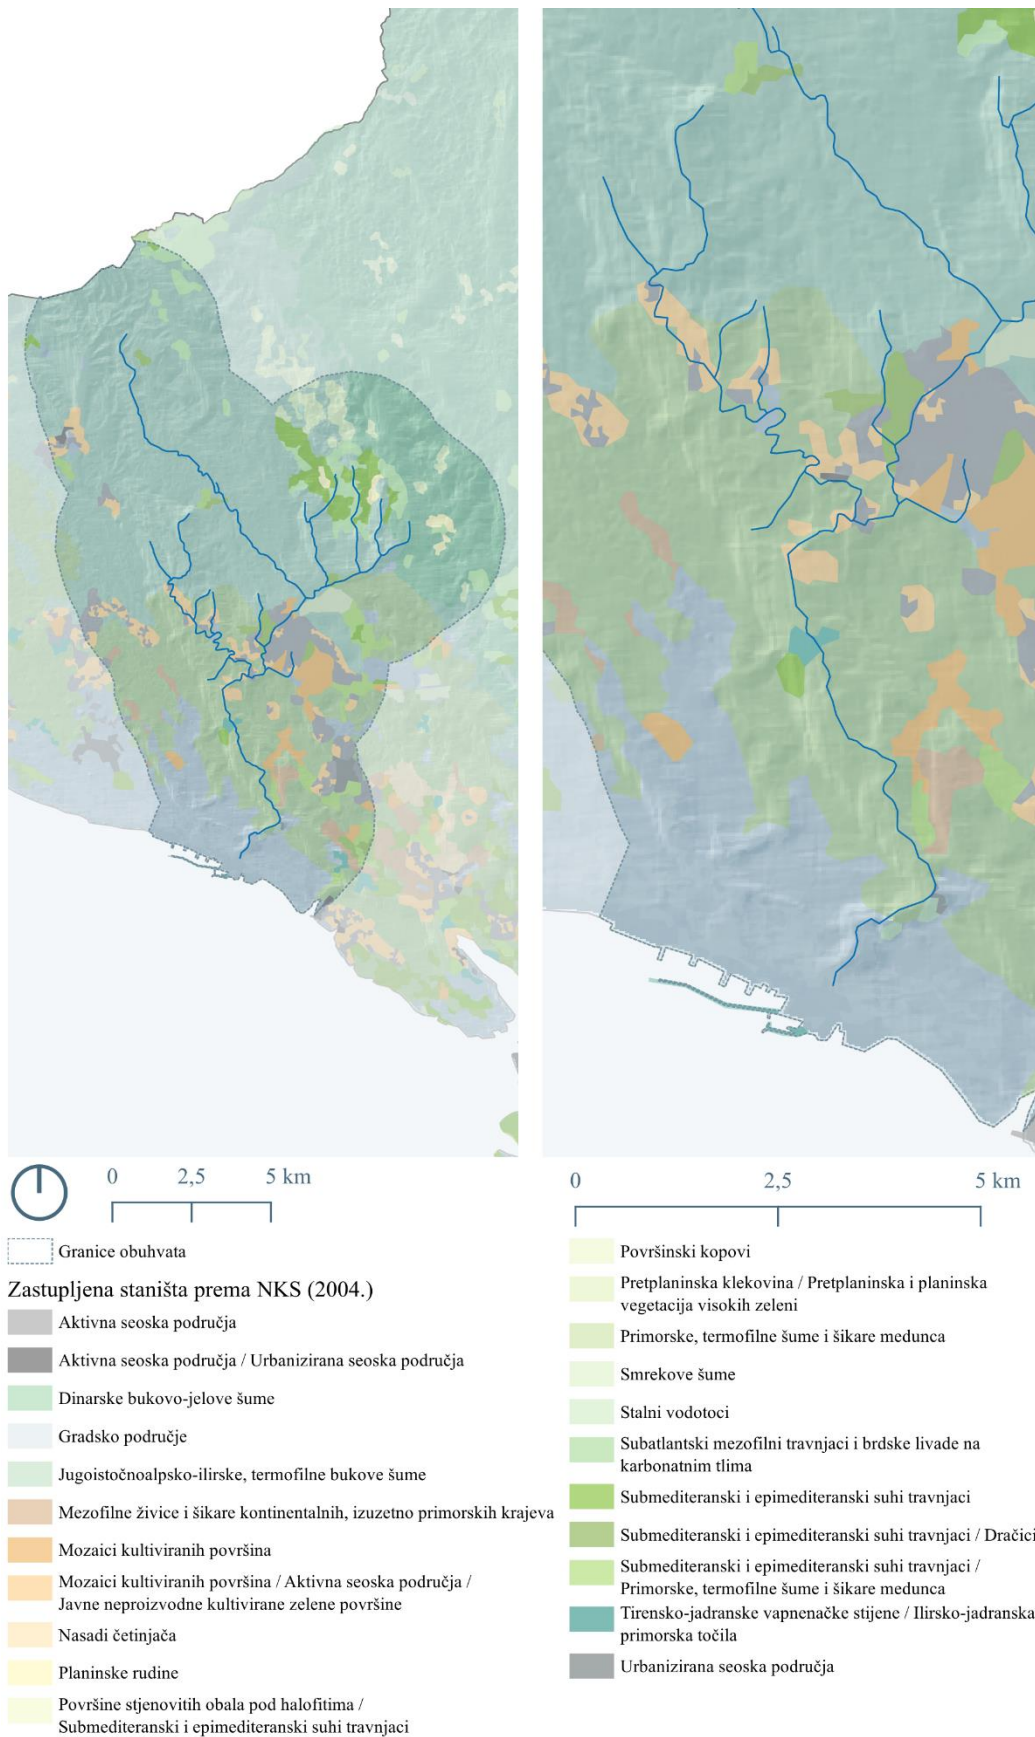 0 2,5 5 km
0 2,5 5 km
Granice obuhvata
Zastupljena staništa prema NKS (2004.)
Aktivna seoska područja
Aktivna seoska područja / Urbanizirana seoska područja
Dinarske bukovo-jelove šume
Gradsko područje
Jugoistočnoalpsko-ilirske, termofilne bukove šume
Mezofilne živice i šikare kontinentalnih, izuzetno primorskih krajeva
Mozaici kultiviranih površina
Mozaici kultiviranih površina / Aktivna seoska područja /
Javne neproizvodne kultivirane zelene površine
Nasadi četinjača
Planinske rudine
Površine stjenovitih obala pod halofitima /
Submediteranski i epimediteranski suhi travnjaci
Površinski kopovi
Pretplaninska klekovina / Pretplaninska i planinska
vegetacija visokih zeleni
Primorske, termofilne šume i šikare medunca
Smrekove šume
Stalni vodotoci
Subatlantski mezofilni travnjaci i brdske livade na
karbonatnim tlima
Submediteranski i epimediteranski suhi travnjaci
Submediteranski i epimediteranski suhi travnjaci / Dračici
Submediteranski i epimediteranski suhi travnjaci /
Primorske, termofilne šume i šikare medunca
Tirensko-jadranske vapnenačke stijene / Ilirsko-jadranska
primorska točila
Urbanizirana seoska područja